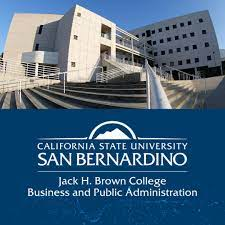 CALIFORNIA STATE UNIVERSITY
SAN BERNARDINO
Jack H. Brown College
Business and Public Administration